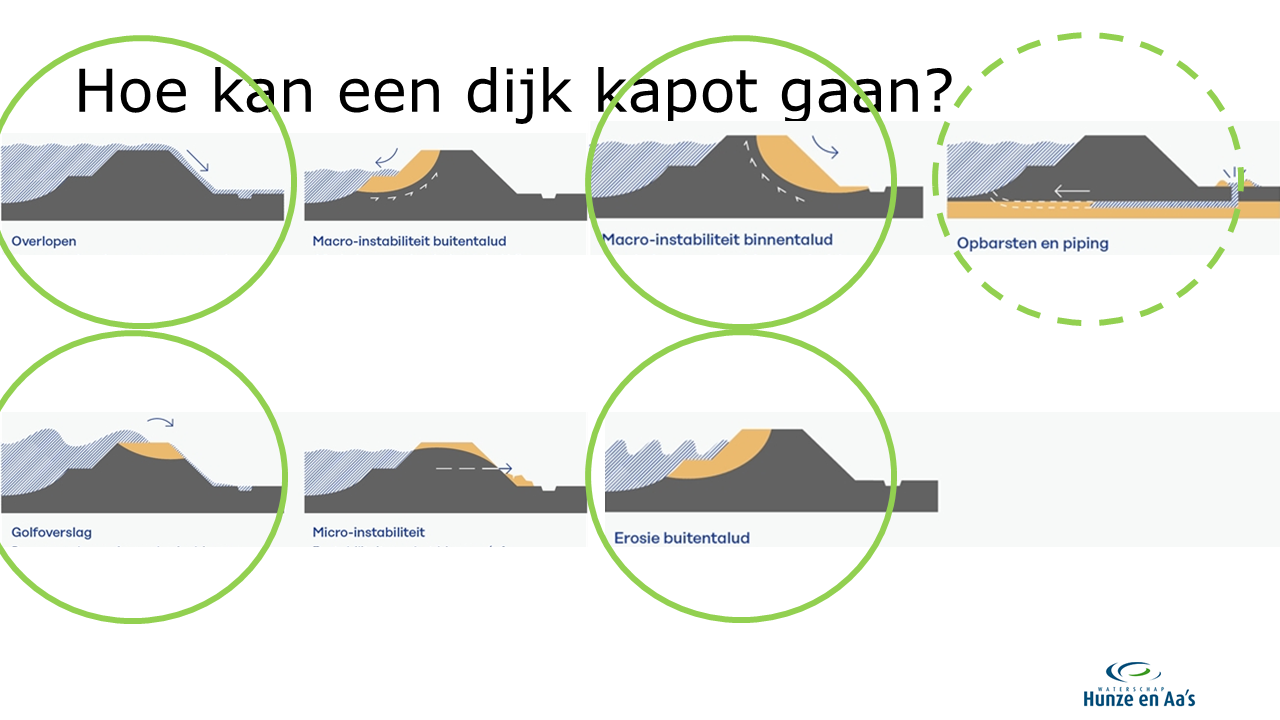 Hoe kan een dijk kapot gaan?
Overlopen
Macro-instabiliteit buitentalud
Macro-instabiliteit binnentalud
Opbarsten en piping
Golfoverslag
Micro-instabiliteit
Erosie buitentalud
WATERSCHAP
Hunze en Aa's